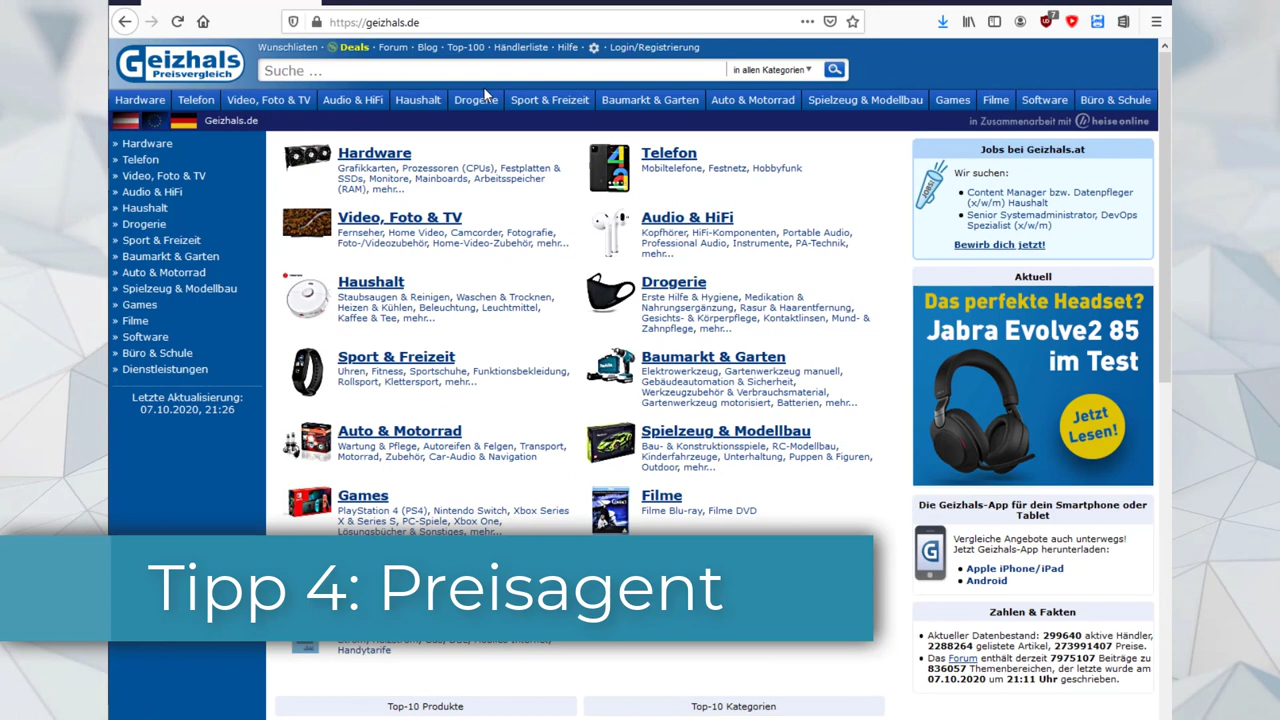 https://geizhals.de
7
Geizhals
Preisvergleich
Wunschlisten · Deals · Forum · Blog · Top-100 · Händlerliste · Hilfe · Login/Registrierung
Suche ...
in allen Kategorien
Hardware
Telefon
Video, Foto & TV
Audio & HiFi
Haushalt
Drogerie
Sport & Freizeit
Baumarkt & Garten
Auto & Motorrad
Spielzeug & Modellbau
Games
Filme
Software
Büro & Schule
Geizhals.de
in Zusammenarbeit mit heise online
» Hardware
» Telefon
» Video, Foto & TV
» Audio & HiFi
» Haushalt
» Drogerie
» Sport & Freizeit
» Baumarkt & Garten
» Auto & Motorrad
» Spielzeug & Modellbau
» Games
» Filme
» Software
» Büro & Schule
» Dienstleistungen
Letzte Aktualisierung:
07.10.2020, 21:26
Hardware
Grafikkarten, Prozessoren (CPUs), Festplatten &
SSDs, Monitore, Mainboards, Arbeitsspeicher
(RAM), mehr...
Telefon
Mobiltelefone, Festnetz, Hobbyfunk
Video, Foto & TV
Fernseher, Home Video, Camcorder, Fotografie,
Foto-/Videozubehör, Home-Video-Zubehör, mehr...
Audio & HiFi
Kopfhörer, HiFi-Komponenten, Portable Audio,
Professional Audio, Instrumente, PA-Technik,
mehr...
Haushalt
Staubsaugen & Reinigen, Waschen & Trocknen,
Heizen & Kühlen, Beleuchtung, Leuchtmittel,
Kaffee & Tee, mehr...
Drogerie
Erste Hilfe & Hygiene, Medikation &
Nahrungsergänzung, Rasur & Haarentfernung,
Gesichts- & Körperpflege, Kontaktlinsen, Mund- &
Zahnpflege, mehr...
Sport & Freizeit
Uhren, Fitness, Sportschuhe, Funktionsbekleidung,
Rollsport, Klettersport, mehr...
Baumarkt & Garten
Elektrowerkzeug, Gartenwerkzeug manuell,
Gebäudeautomation & Sicherheit,
Werkzeugzubehör & Verbrauchsmaterial,
Gartenwerkzeug motorisiert, Batterien, mehr...
Auto & Motorrad
Wartung & Pflege, Autoreifen & Felgen, Transport,
Motorrad, Zubehör, Car-Audio & Navigation
Spielzeug & Modellbau
Bau- & Konstruktionsspiele, RC-Modellbau,
Kinderfahrzeuge, Unterhaltung, Puppen & Figuren,
Outdoor, mehr...
Games
PlayStation 4 (PS4), Nintendo Switch, Xbox Series
X & Series S, PC-Spiele, Xbox One,
Lösungsbücher & Sonstiges, mehr...
Filme
Filme Blu-ray, Filme DVD
Tipp 4: Preisagent
Handytarife
Top-10 Produkte
Top-10 Kategorien
Jobs bei Geizhals.at
JOBS
Wir suchen:
• Content Manager bzw. Datenpfleger
(x/w/m) Haushalt
• Senior Systemadministrator, DevOps
Spezialist (x/w/m)
Bewirb dich jetzt!
Aktuell
Das perfekte Headset?
Jabra Evolve2 85
im Test
Jetzt
Lesen!
Die Geizhals-App für dein Smartphone oder
Tablet
Vergleiche Angebote auch unterwegs!
Jetzt Geizhals-App herunterladen:
• Apple iPhone/iPad
• Android
Zahlen & Fakten
• Aktueller Datenbestand: 299640 aktive Händler,
2288264 gelistete Artikel, 273991407 Preise.
• Das Forum enthält derzeit 7975107 Beiträge zu
836057 Themenbereichen, der letzte wurde am
07.10.2020 um 21:11 Uhr geschrieben.